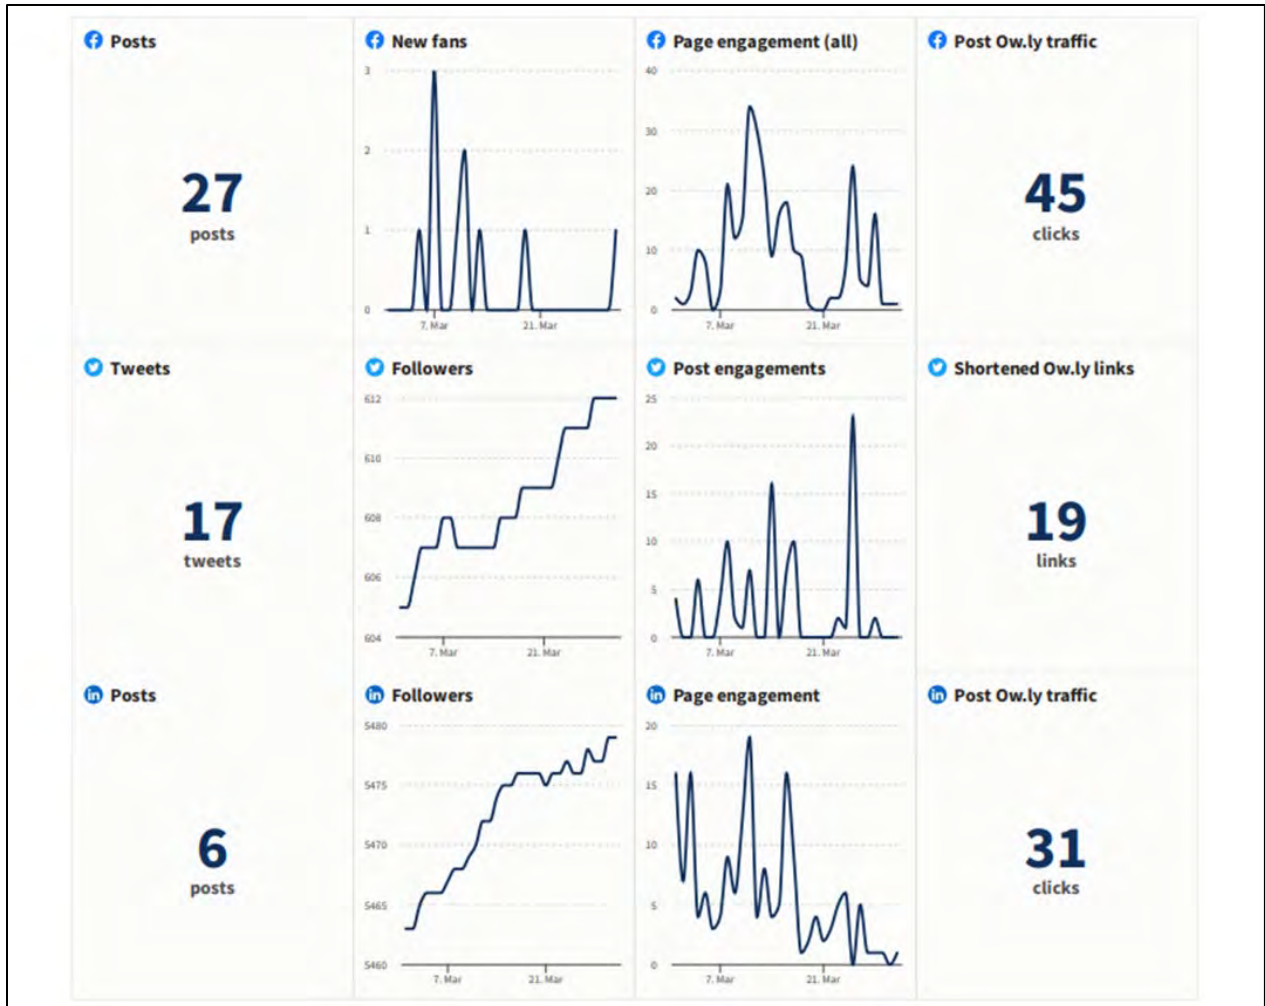 Posts
27
posts
New fans
3
2
1
0
7. Mar
21. Mar
Page engagement (all)
40
30
20
10
0
7. Mar
21. Mar
Post Ow.ly traffic
45
clicks
Tweets
17
tweets
Followers
612
610
608
606
604
7. Mar
21. Mar
Post engagements
25
20
15
10
5
0
7. Mar
21. Mar
Shortened Ow.ly links
19
links
in Posts
6
posts
in Followers
5480
5475
5470
5465
5460
7. Mar
21. Mar
in Page engagement
20
15
10
5
0
7. Mar
21. Mar
in Post Ow.ly traffic
31
clicks